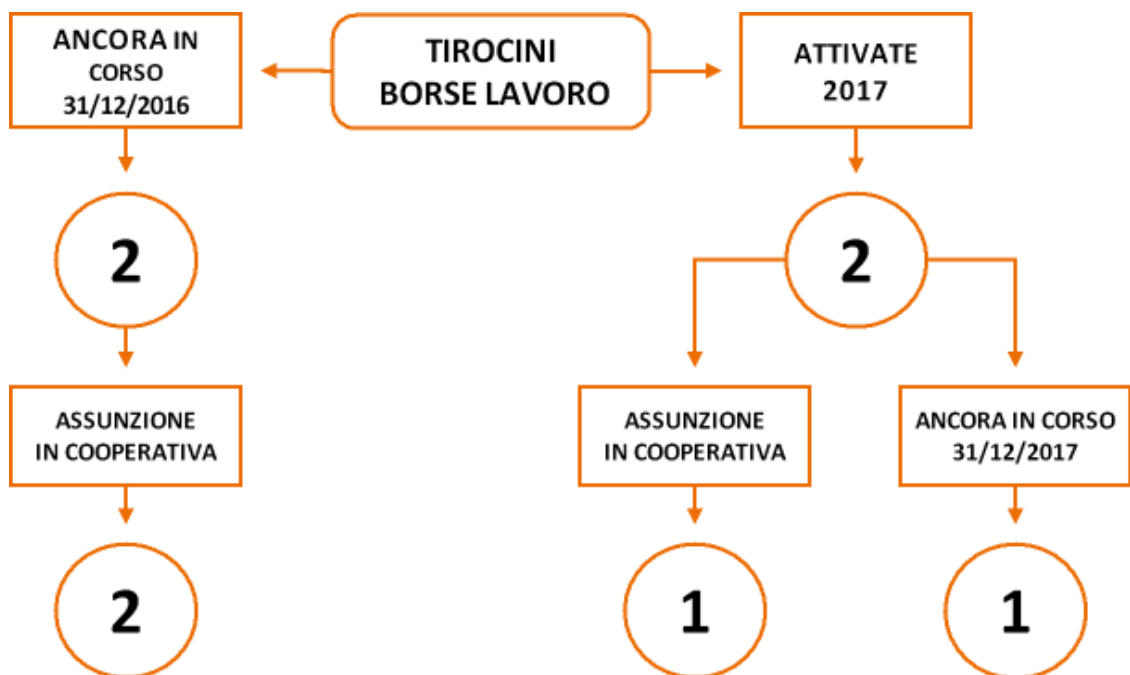 ANCORA IN
CORSO
31/12/2016
TIROCINI
BORSE LAVORO
ATTIVATE
2017
2
2
ASSUNZIONE
IN COOPERATIVA
ASSUNZIONE
IN COOPERATIVA
ANCORA IN CORSO
31/12/2017
2
1
1